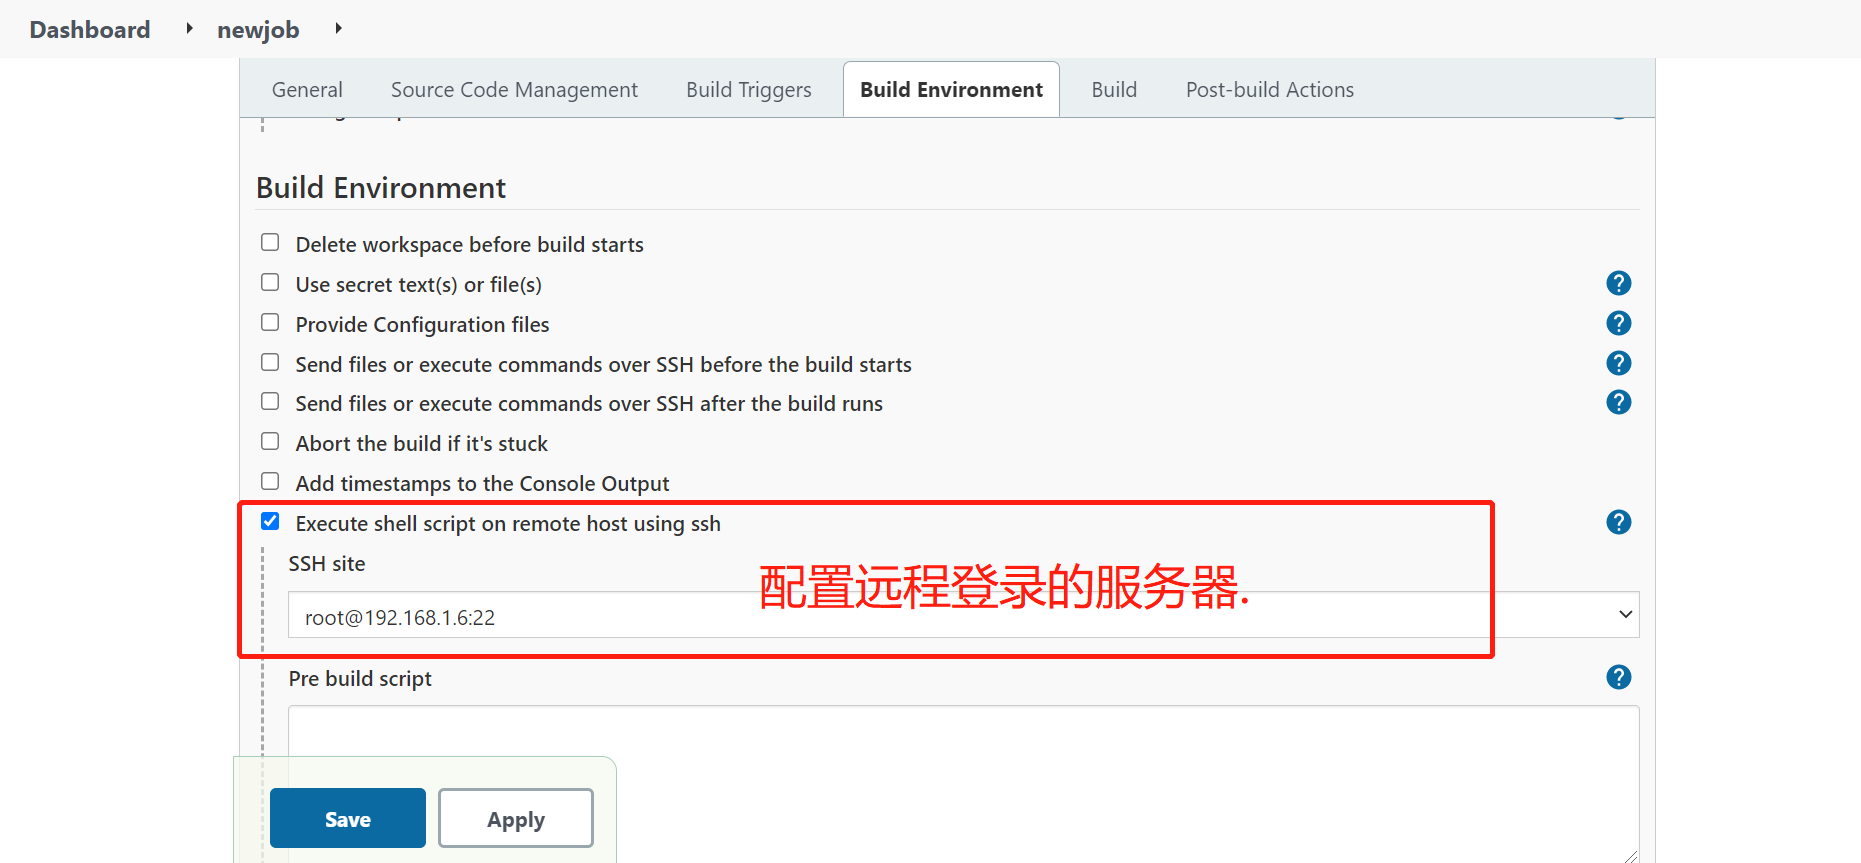 Dashboard newjob
General Source Code Management Build Triggers Build Environment Build Post-build Actions
Build Environment
Delete workspace before build starts
Use secret text(s) or file(s)
Provide Configuration files
Send files or execute commands over SSH before the build starts
Send files or execute commands over SSH after the build runs
Abort the build if it's stuck
Add timestamps to the Console Output
Execute shell script on remote host using ssh
SSH site
配置远程登录的服务器.
root@192.168.1.6:22
Pre build script
Save Apply